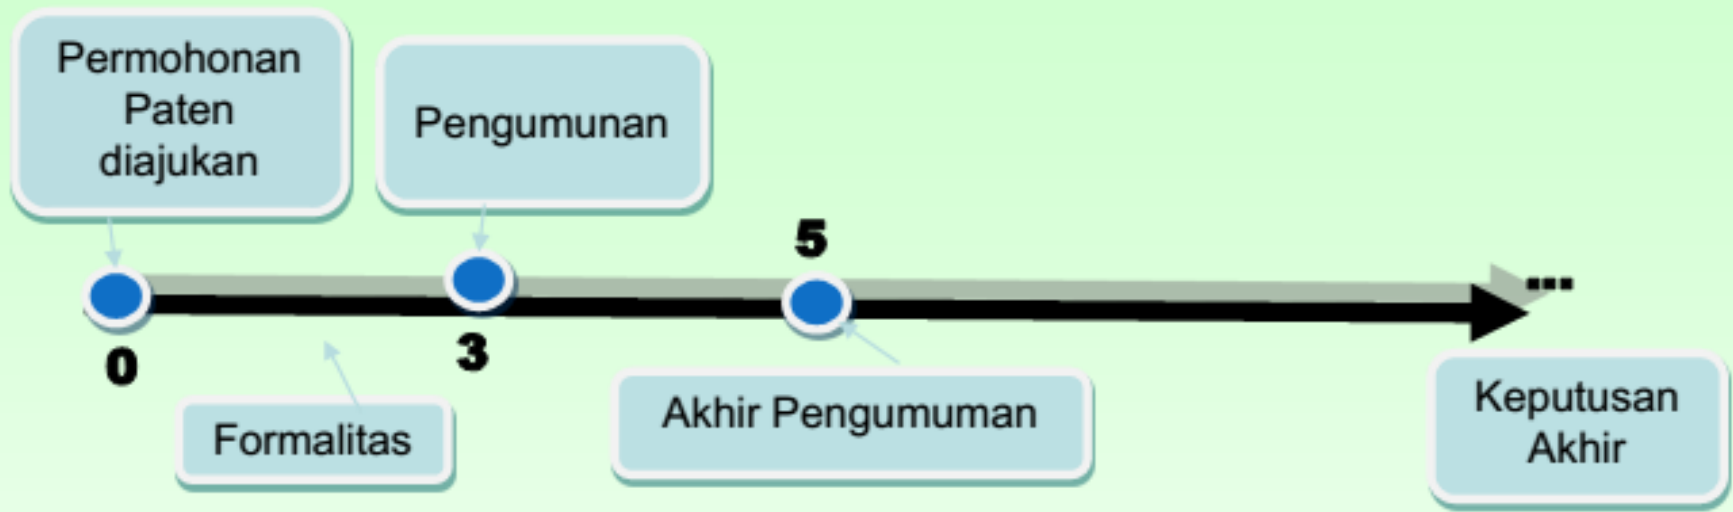 Permohonan
Paten
diajukan
Pengumunan
5
...
0
3
Formalitas
Akhir Pengumuman
Keputusan
Akhir